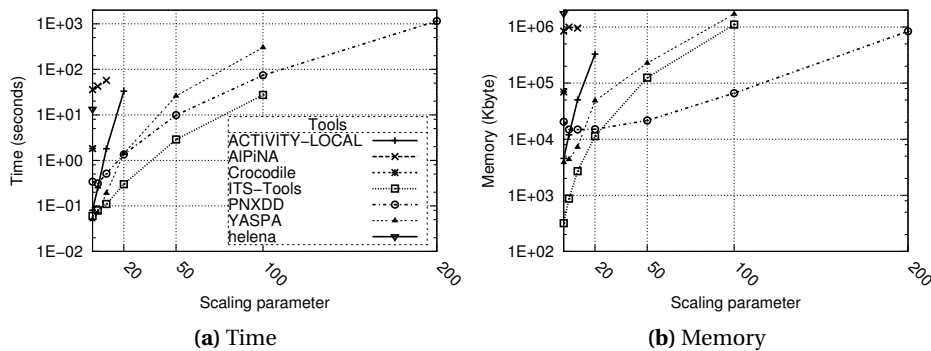 1E+03
1E+02
1E+01
1E+00
1E−01
1E−02
Time (seconds)
20
50
100
200
Scaling parameter
Tools
ACTIVITY−LOCAL
AlPiNA
Crocodile
ITS−Tools
PNXDD
YASPA
helena
(a) Time
1E+06
1E+05
1E+04
1E+03
1E+02
Memory (Kbyte)
20
50
100
200
Scaling parameter
(b) Memory